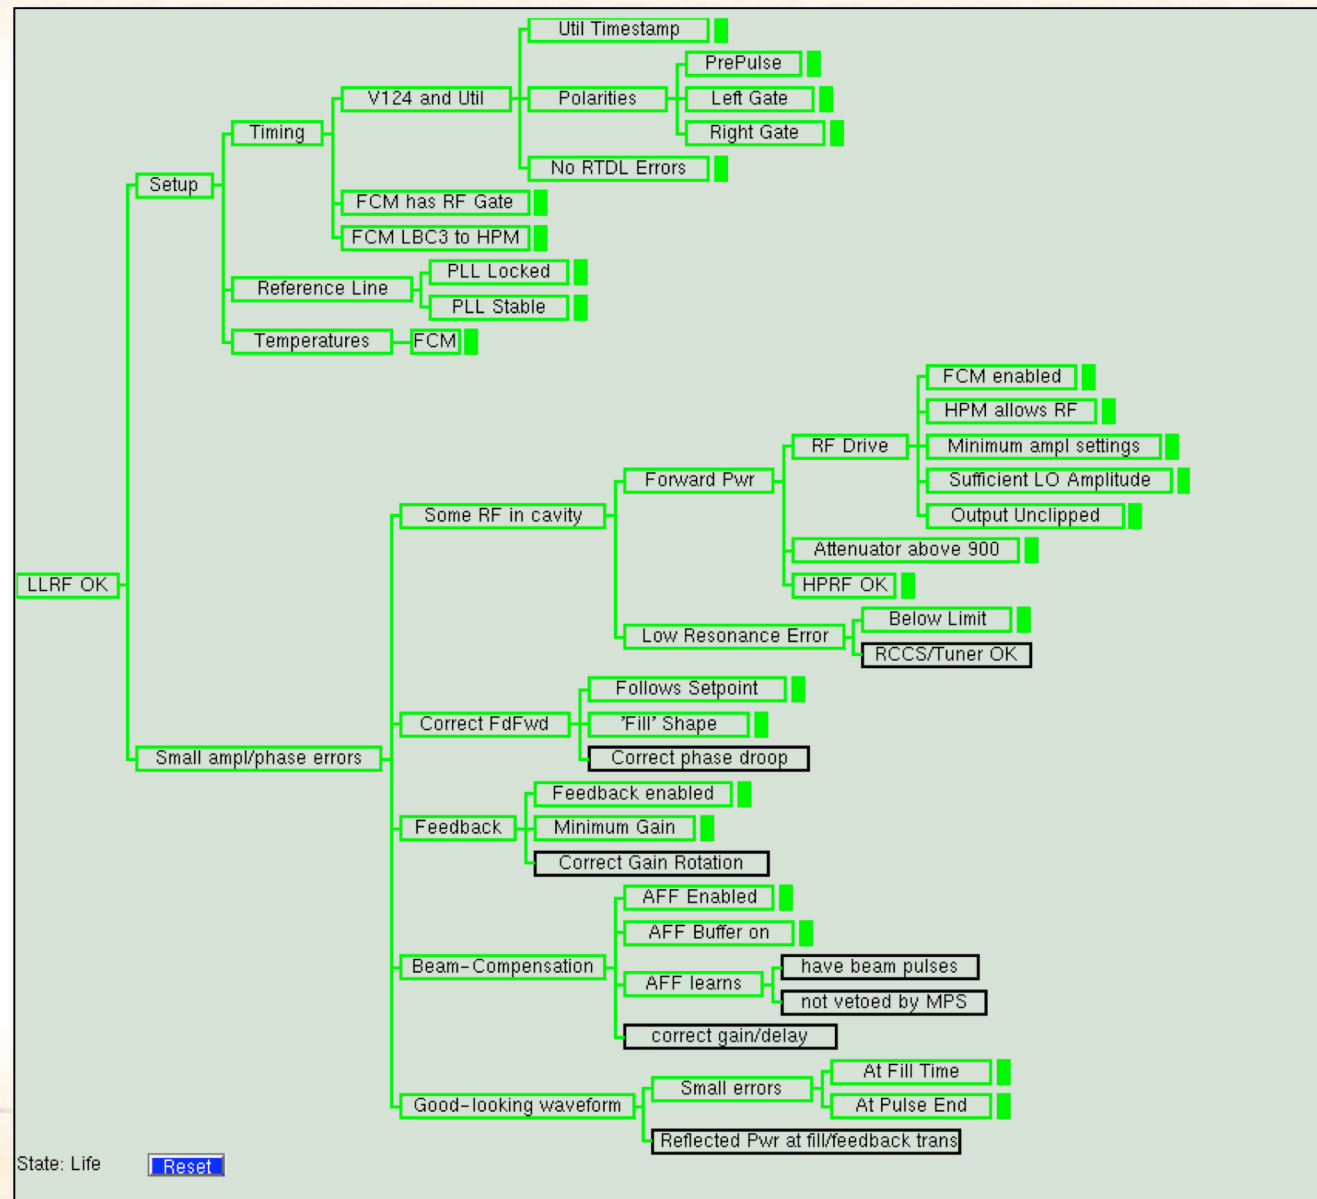 Util Timestamp
PrePulse
V124 and Util
Polarities
Left Gate
Timing
Right Gate
No RTDL Errors
Setup
FCM has RF Gate
FCM LBC3 to HPM
PLL Locked
Reference Line
PLL Stable
Temperatures
FCM
FCM enabled
HPM allows RF
RF Drive
Minimum ampl settings
Forward Pwr
Sufficient LO Amplitude
Some RF in cavity
Output Unclipped
Attenuator above 900
LLRF OK
HPRF OK
Below Limit
Low Resonance Error
RCCS/Tuner OK
Follows Setpoint
Correct FdFwd
'Fill' Shape
Small ampl/phase errors
Correct phase droop
Feedback enabled
Feedback
Minimum Gain
Correct Gain Rotation
AFF Enabled
AFF Buffer on
Beam-Compensation
have beam pulses
AFF learns
not vetoed by MPS
correct gain/delay
At Fill Time
Small errors
Good-looking waveform
At Pulse End
Reflected Pwr at fill/feedback trans
State: Life
Reset